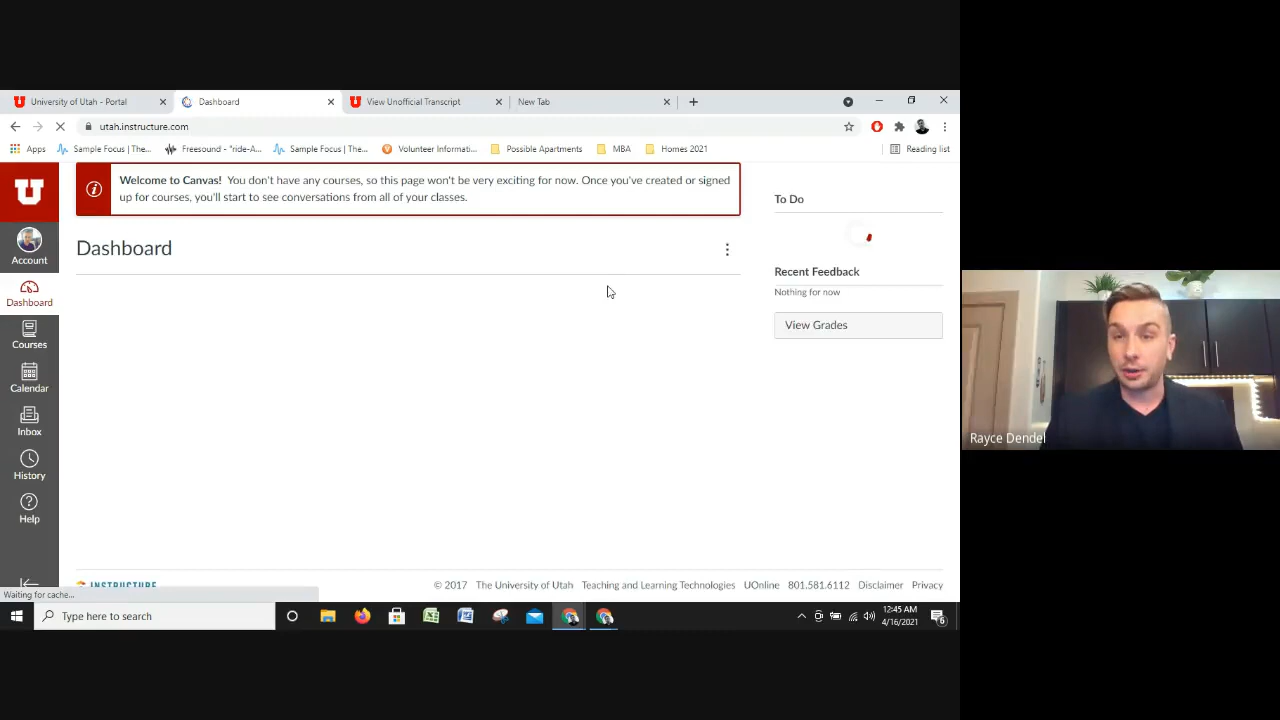 University of Utah - Portal
Dashboard
View Unofficial Transcript
New Tab
utah.instructure.com
Apps
Sample Focus | The...
Freesound - "ride-A...
Sample Focus | The...
Volunteer Informati...
Possible Apartments
MBA
Homes 2021
Reading list
U
Welcome to Canvas! You don't have any courses, so this page won't be very exciting for now. Once you've created or signed
up for courses, you'll start to see conversations from all of your classes.
To Do
Account
Dashboard
Dashboard
Recent Feedback
Nothing for now
View Grades
Courses
Calendar
Inbox
History
Help
Rayce Dendel
INSTRUCTURE
© 2017 The University of Utah Teaching and Learning Technologies UOnline 801.581.6112 Disclaimer Privacy
Waiting for cache...
Type here to search
12:45 AM
4/16/2021
6